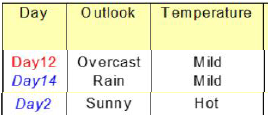 Day Outlook Temperature
Day12 Overcast Mild
Day14 Rain Mild
Day2 Sunny Hot